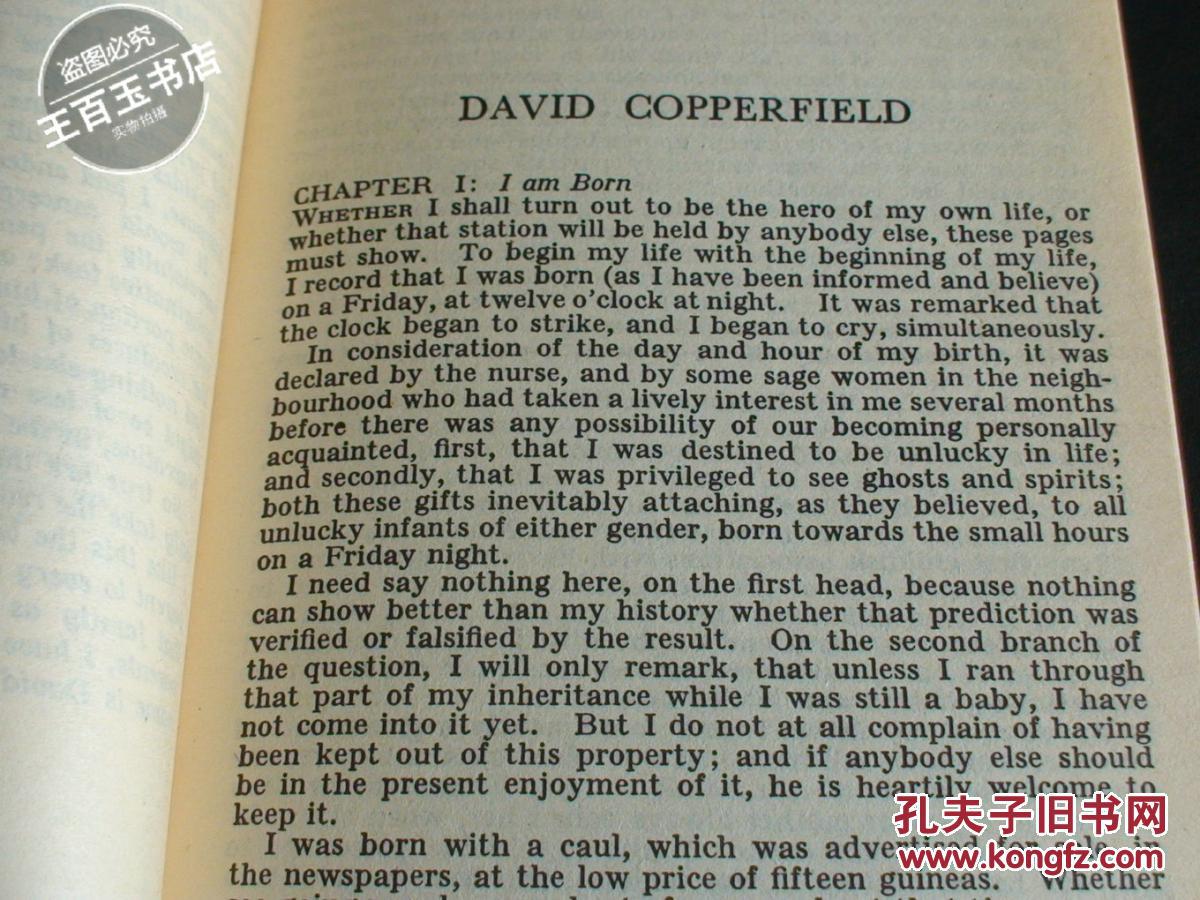 盗图必究
王百玉书店
实物拍摄
DAVID COPPERFIELD
CHAPTER I: I am Born
WHETHER I shall turn out to be the hero of my own life, or
whether that station will be held by anybody else, these pages
must show. To begin my life with the beginning of my life,
I record that I was born (as I have been informed and believe)
on a Friday, at twelve o'clock at night. It was remarked that
the clock began to strike, and I began to cry, simultaneously.
In consideration of the day and hour of my birth, it was
declared by the nurse, and by some sage women in the neigh-
bourhood who had taken a lively interest in me several months
before there was any possibility of our becoming personally
acquainted, first, that I was destined to be unlucky in life;
and secondly, that I was privileged to see ghosts and spirits;
both these gifts inevitably attaching, as they believed, to all
unlucky infants of either gender, born towards the small hours
on a Friday night.
I need say nothing here, on the first head, because nothing
can show better than my history whether that prediction was
verified or falsified by the result. On the second branch of
the question, I will only remark, that unless I ran through
that part of my inheritance while I was still a baby, I have
not come into it yet. But I do not at all complain of having
been kept out of this property; and if anybody else should
be in the present enjoyment of it, he is heartily welcome to
keep it.
I was born with a caul, which was advertised for sale, in
the newspapers, at the low price of fifteen guineas. Whether
孔夫子旧书网
www.kongfz.com